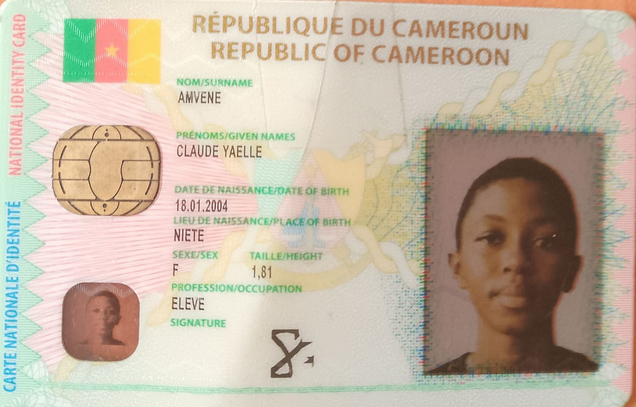 RÉPUBLIQUE DU CAMEROUN
REPUBLIC OF CAMEROON
NATIONAL IDENTITY CARD
CARTE NATIONALE D'IDENTITÉ
NOM/SURNAME
AMVENE
PRÉNOMS/GIVEN NAMES
CLAUDE YAELLE
DATE DE NAISSANCE/DATE OF BIRTH
18.01.2004
LIEU DE NAISSANCE/PLACE OF BIRTH
NIETE
SEXE/SEX TAILLE/HEIGHT
F 1,81
PROFESSION/OCCUPATION
ELEVE
SIGNATURE